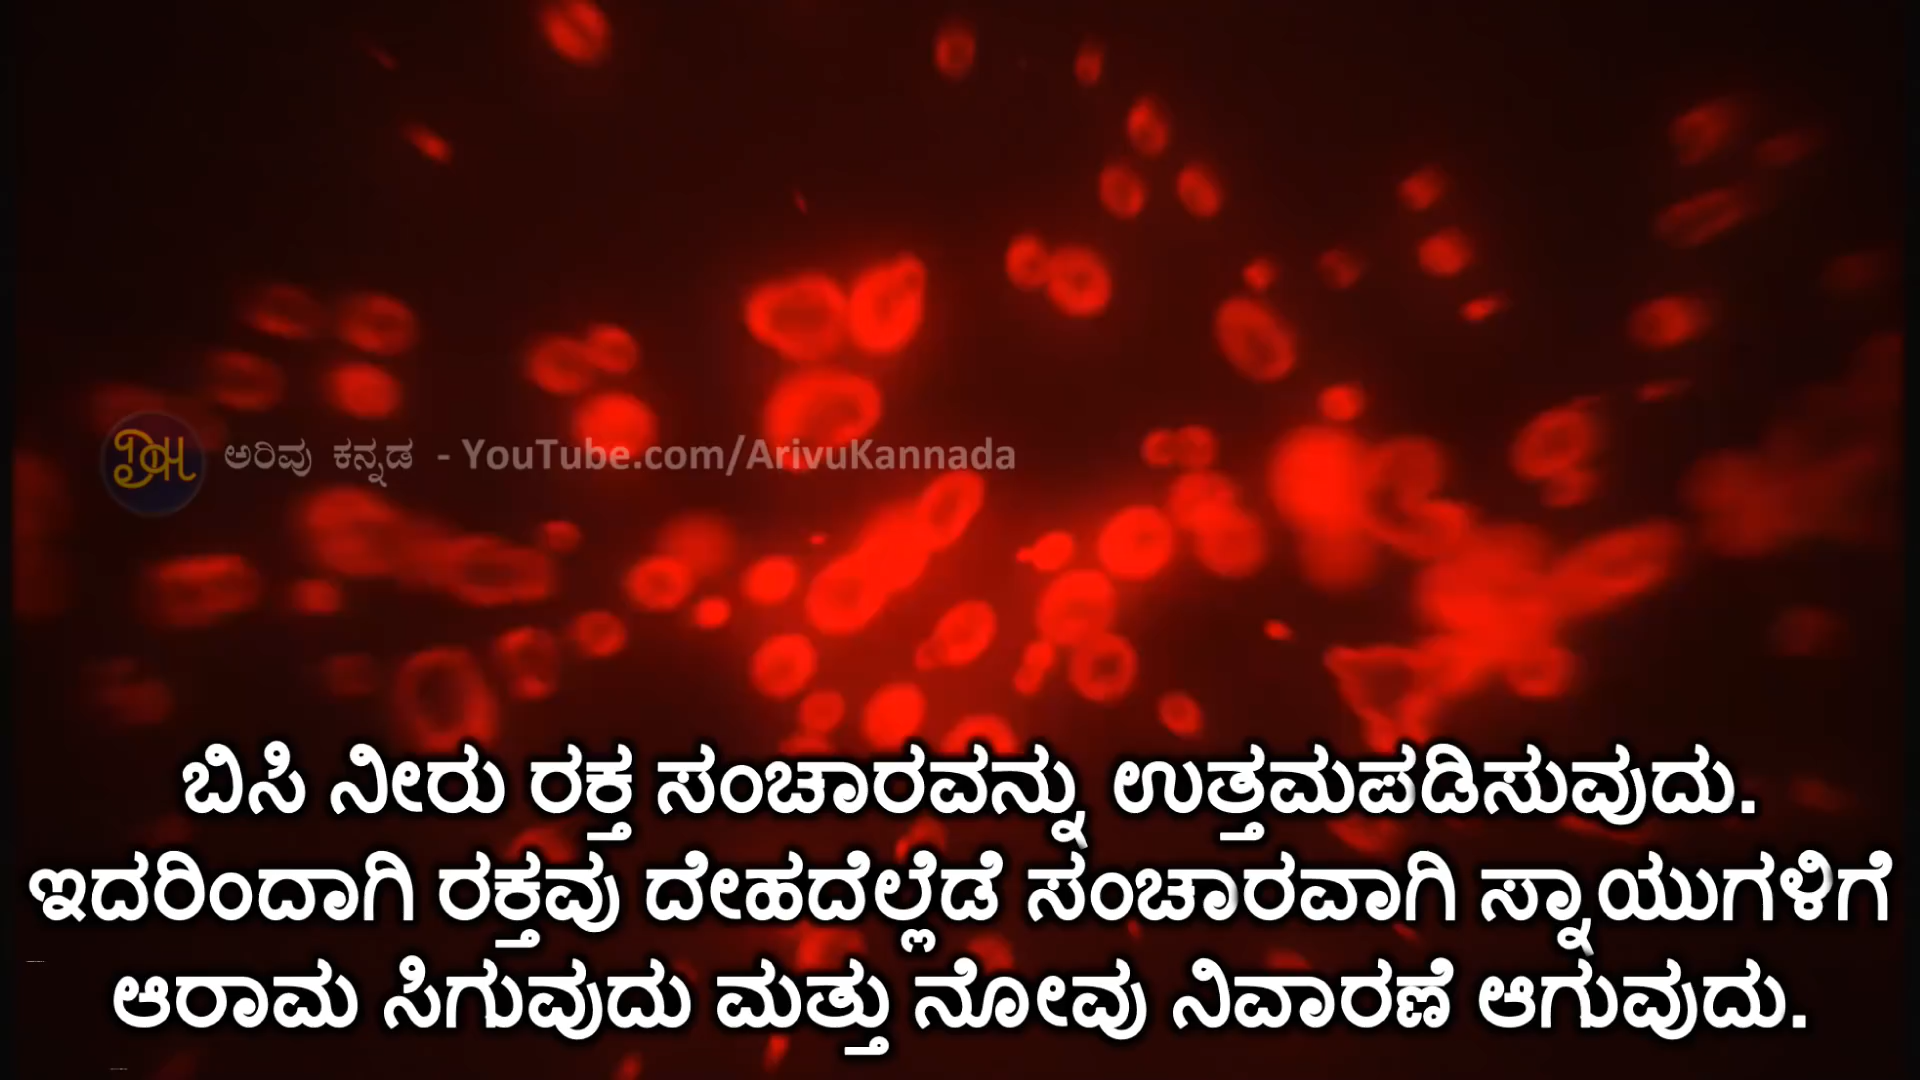 ಅರಿವು ಕನ್ನಡ - YouTube.com/ArivuKannada
ಬಿಸಿ ನೀರು ರಕ್ತ ಸಂಚಾರವನ್ನು ಉತ್ತಮಪಡಿಸುವುದು.
ಇದರಿಂದಾಗಿ ರಕ್ತವು ದೇಹದೆಲ್ಲೆಡೆ ಸಂಚಾರವಾಗಿ ಸ್ನಾಯುಗಳಿಗೆ
ಆರಾಮ ಸಿಗುವುದು ಮತ್ತು ನೋವು ನಿವಾರಣೆ ಆಗುವುದು.